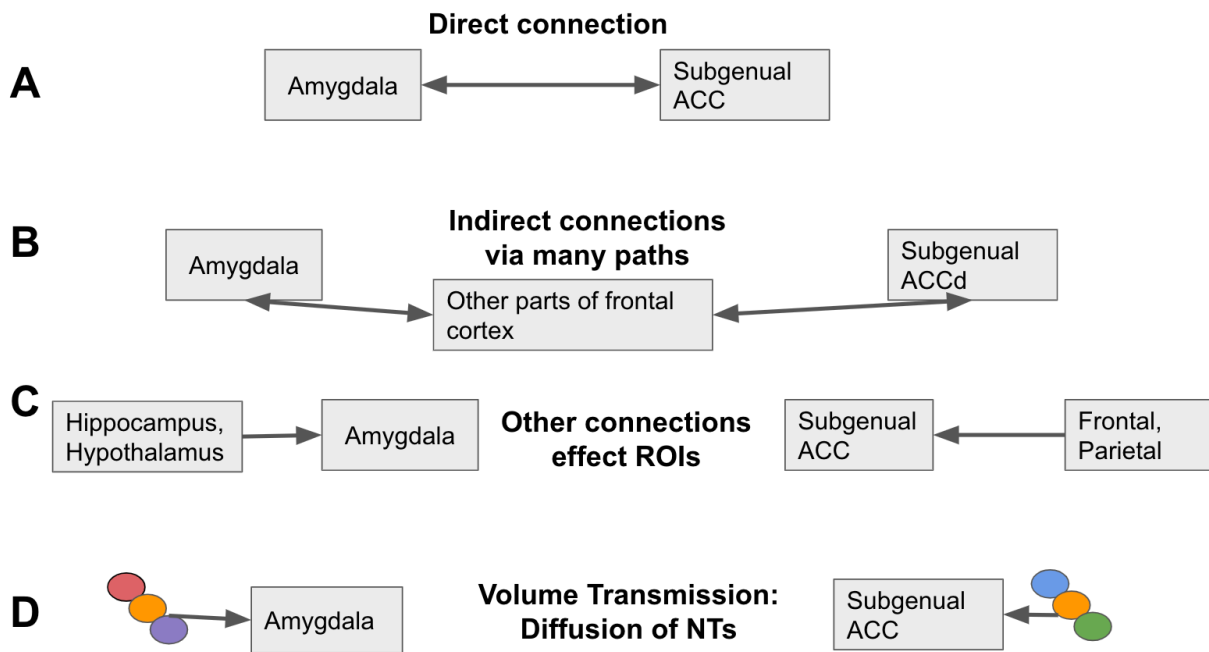 Direct connection
A
Amygdala
Subgenual
ACC
B
Indirect connections
via many paths
Amygdala
Subgenual
ACCd
Other parts of frontal
cortex
C
Hippocampus,
Hypothalamus
Amygdala
Other connections
effect ROIs
Subgenual
ACC
Frontal,
Parietal
D
Amygdala
Volume Transmission:
Diffusion of NTs
Subgenual
ACC